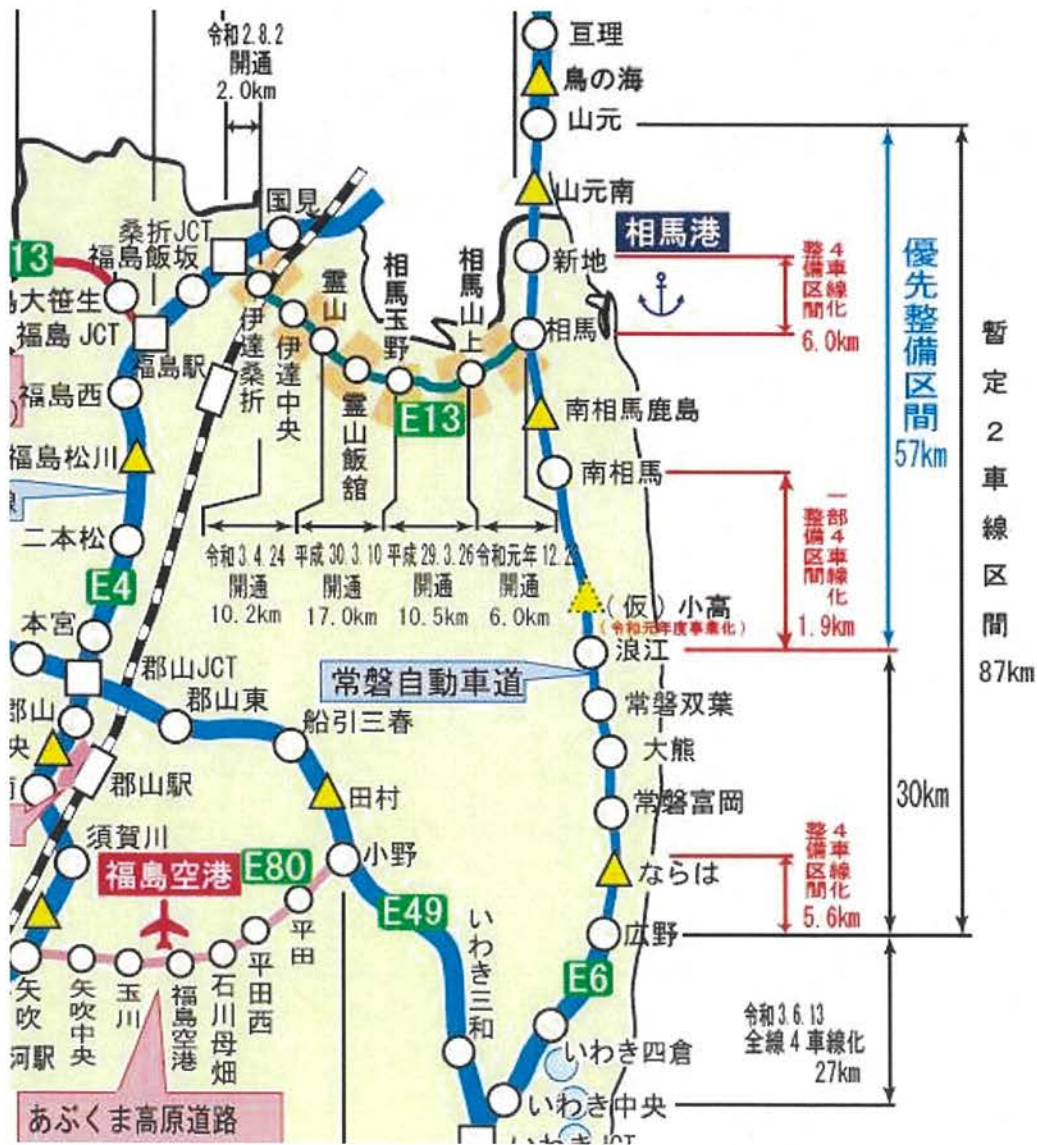 令和2.8.2
開通
2.0km
亘理
鳥の海
山元
山元南
国見
桑折JCT
福島飯坂
13
島大笹生
福島 JCT
福島駅
霊山
相馬玉野
相馬山上
新地
相馬港
4車線化
整備区間
6.0km
優先整備区間
57km
暫定2車線区間
87km
相馬
伊達桑折
伊達中央
霊山飯舘
E13
福島西
南相馬鹿島
福島松川
南相馬
線
二本松
令和3.4.24
開通
10.2km
平成30.3.10
開通
17.0km
平成29.3.26
開通
10.5km
令和元年12.22
開通
6.0km
一部4車線化
整備区間
1.9km
E4
(仮)小高
(令和元年度事業化)
本宮
浪江
郡山JCT
常磐自動車道
郡山東
常磐双葉
郡山
船引三春
央
大熊
郡山駅
田村
常磐富岡
30km
須賀川
小野
ならは
4車線化
整備区間
5.6km
福島空港
E80
E49
広野
平田
いわき三和
E6
矢吹
矢吹中央
玉川
福島空港
石川母畑
平田西
河駅
いわき四倉
令和3.6.13
全線4車線化
27km
いわき中央
あぶくま高原道路
いわきJCT